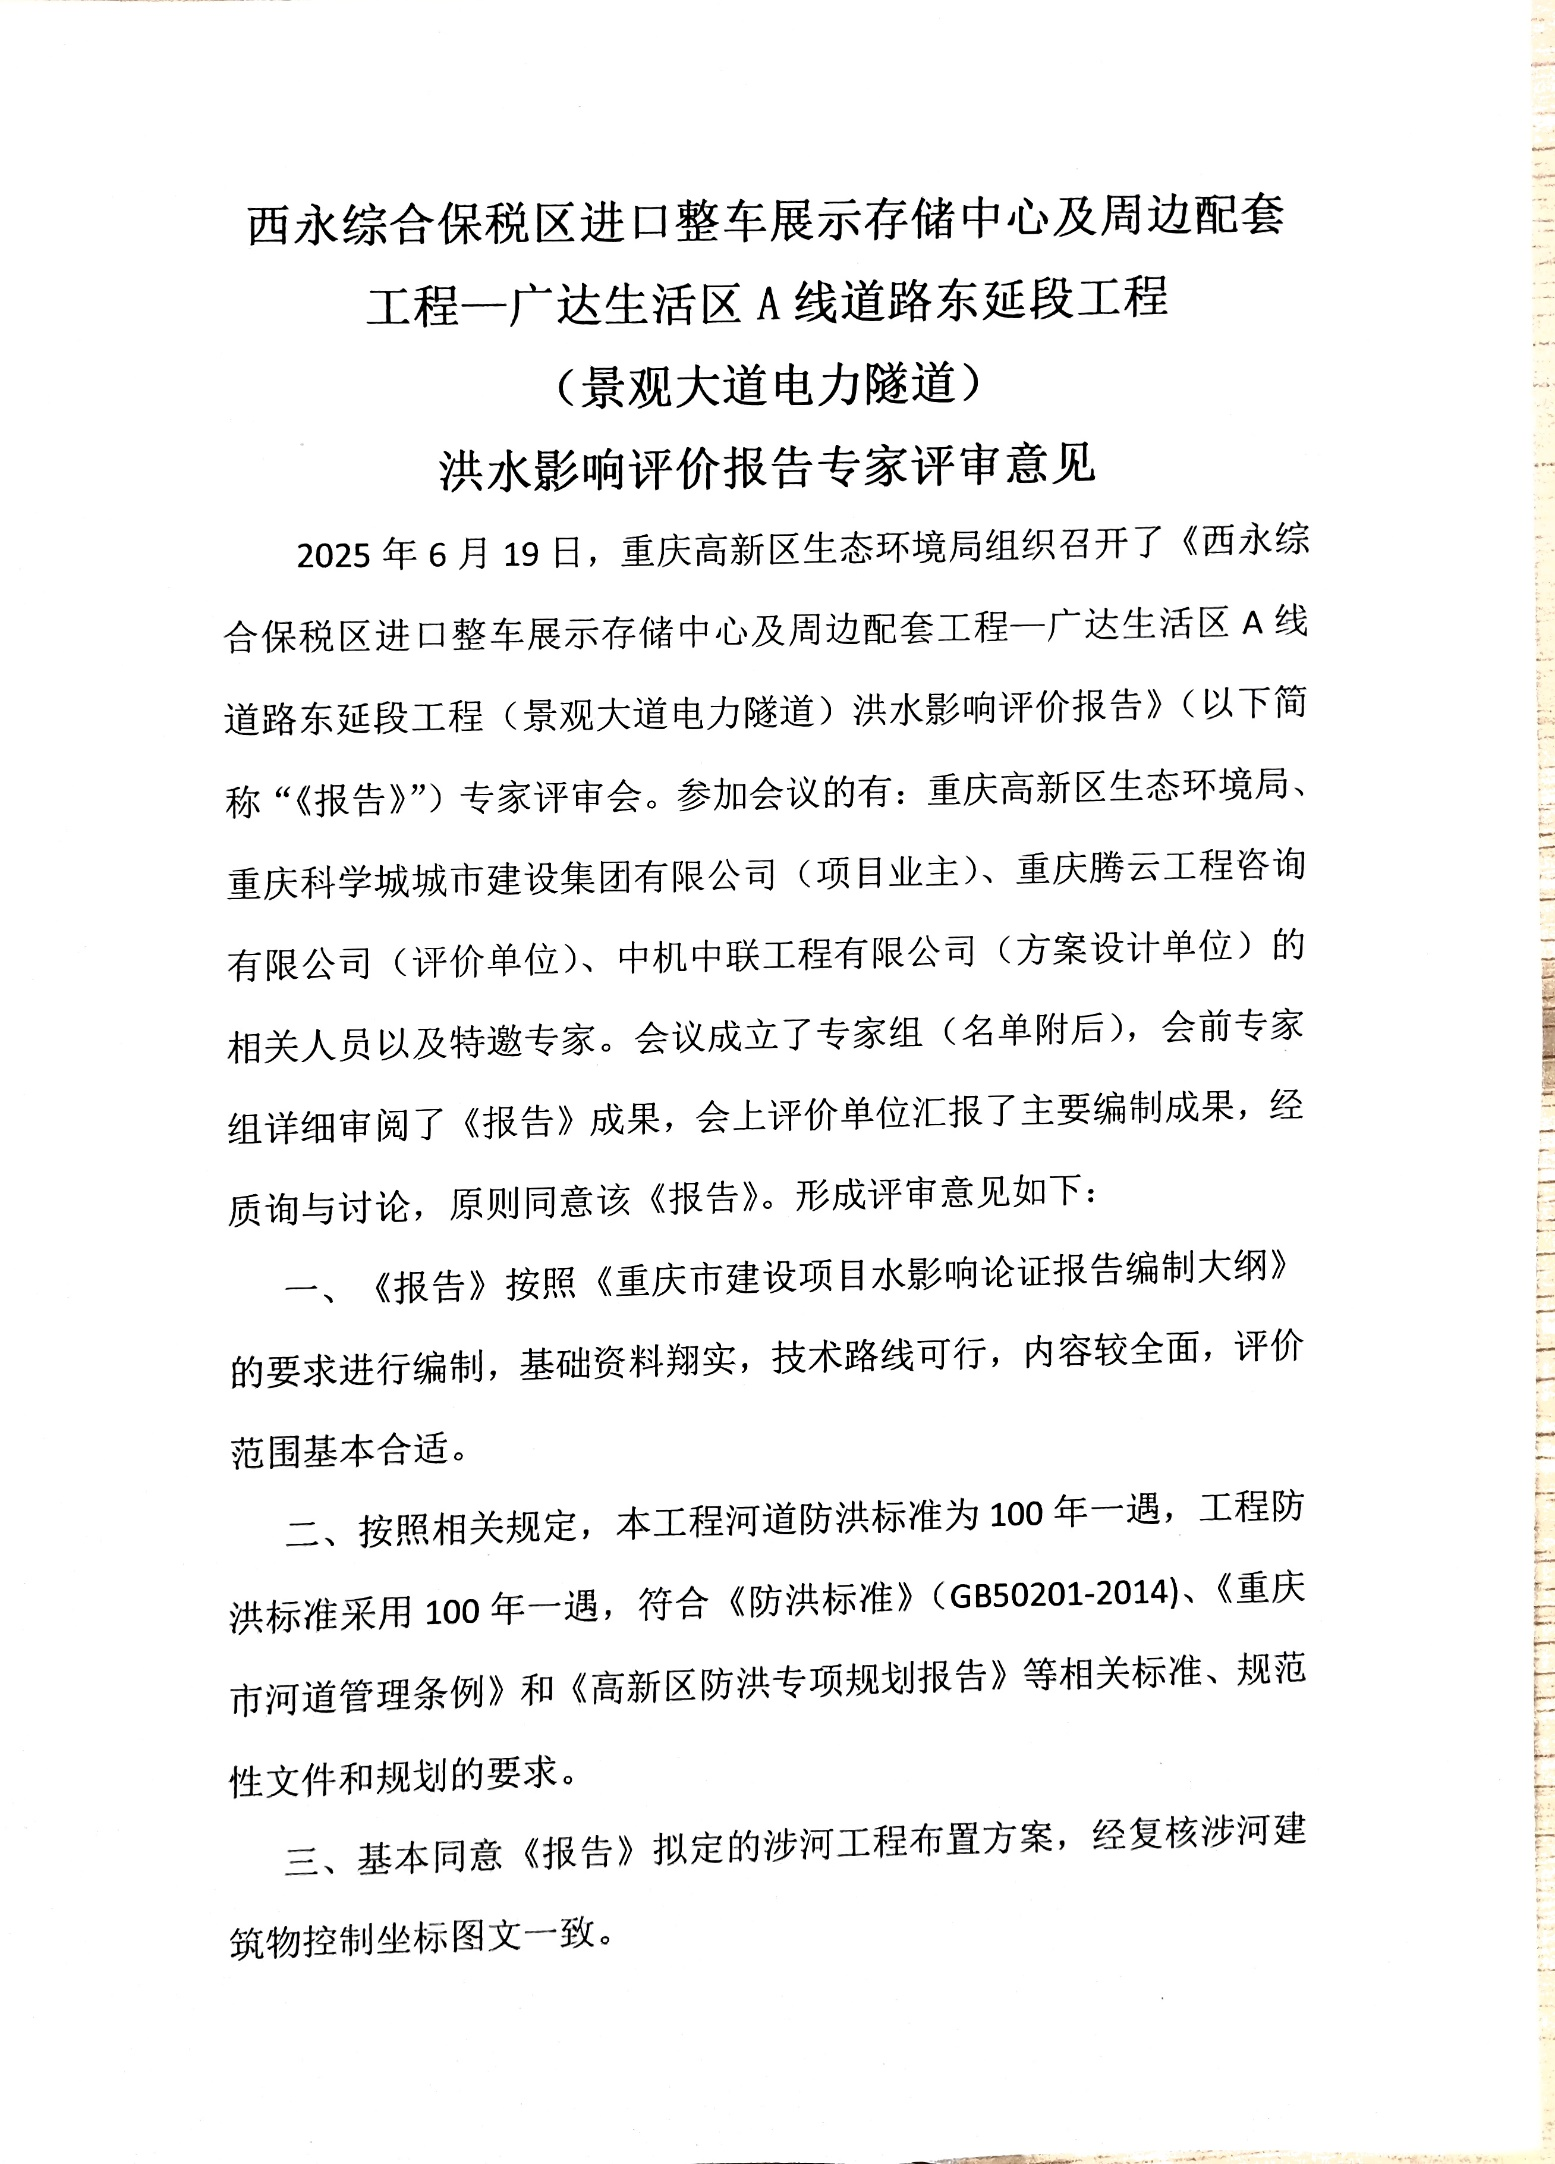 西永综合保税区进口整车展示存储中心及周边配套
工程—广达生活区 A 线道路东延段工程
（景观大道电力隧道）
洪水影响评价报告专家评审意见
2025 年 6 月 19 日，重庆高新区生态环境局组织召开了《西永综
合保税区进口整车展示存储中心及周边配套工程—广达生活区 A 线
道路东延段工程（景观大道电力隧道）洪水影响评价报告》（以下简
称“《报告》”）专家评审会。参加会议的有：重庆高新区生态环境局、
重庆科学城城市建设集团有限公司（项目业主）、重庆腾云工程咨询
有限公司（评价单位）、中机中联工程有限公司（方案设计单位）的
相关人员以及特邀专家。会议成立了专家组（名单附后），会前专家
组详细审阅了《报告》成果，会上评价单位汇报了主要编制成果，经
质询与讨论，原则同意该《报告》。形成评审意见如下：
一、《报告》按照《重庆市建设项目水影响论证报告编制大纲》
的要求进行编制，基础资料翔实，技术路线可行，内容较全面，评价
范围基本合适。
二、按照相关规定，本工程河道防洪标准为 100 年一遇，工程防
洪标准采用 100 年一遇，符合《防洪标准》（GB50201-2014)、《重庆
市河道管理条例》和《高新区防洪专项规划报告》等相关标准、规范
性文件和规划的要求。
三、基本同意《报告》拟定的涉河工程布置方案，经复核涉河建
筑物控制坐标图文一致。